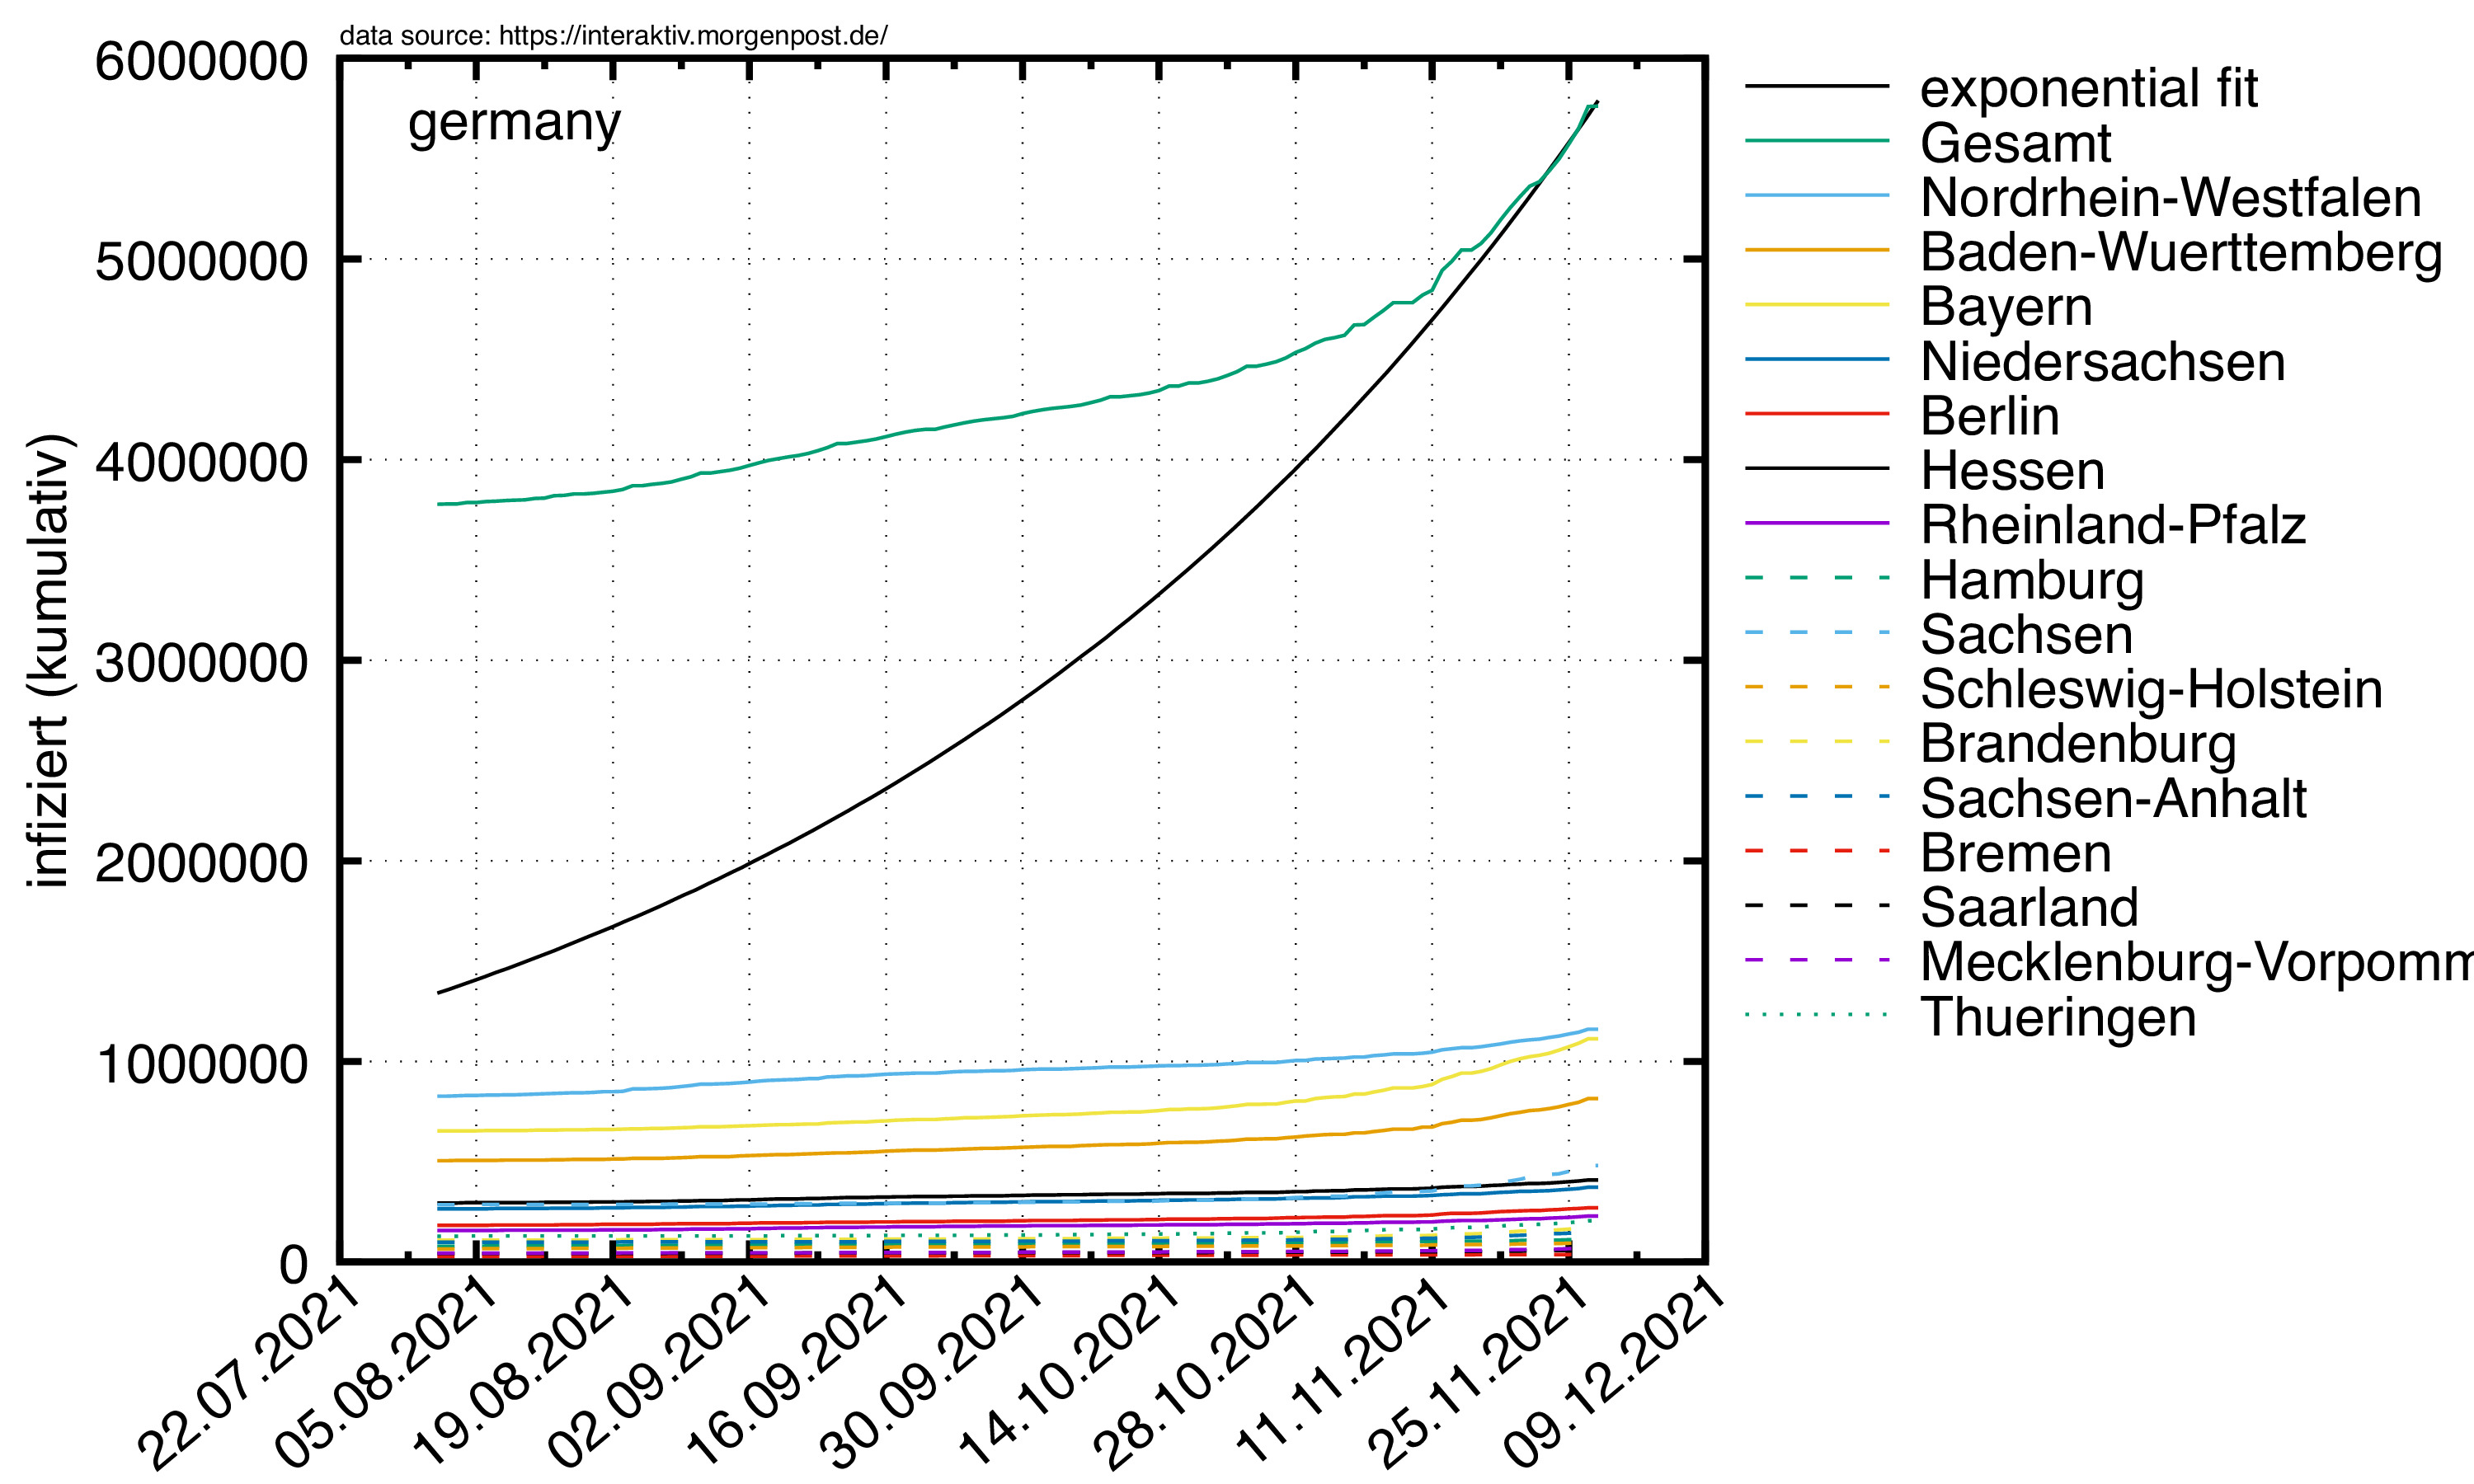 data source: https://interaktiv.morgenpost.de/
germany
infiziert (kumulativ)
6000000
5000000
4000000
3000000
2000000
1000000
0
22.07.2021
05.08.2021
19.08.2021
02.09.2021
16.09.2021
30.09.2021
14.10.2021
28.10.2021
11.11.2021
25.11.2021
09.12.2021
exponential fit
Gesamt
Nordrhein-Westfalen
Baden-Wuerttemberg
Bayern
Niedersachsen
Berlin
Hessen
Rheinland-Pfalz
Hamburg
Sachsen
Schleswig-Holstein
Brandenburg
Sachsen-Anhalt
Bremen
Saarland
Mecklenburg-Vorpomm
Thueringen